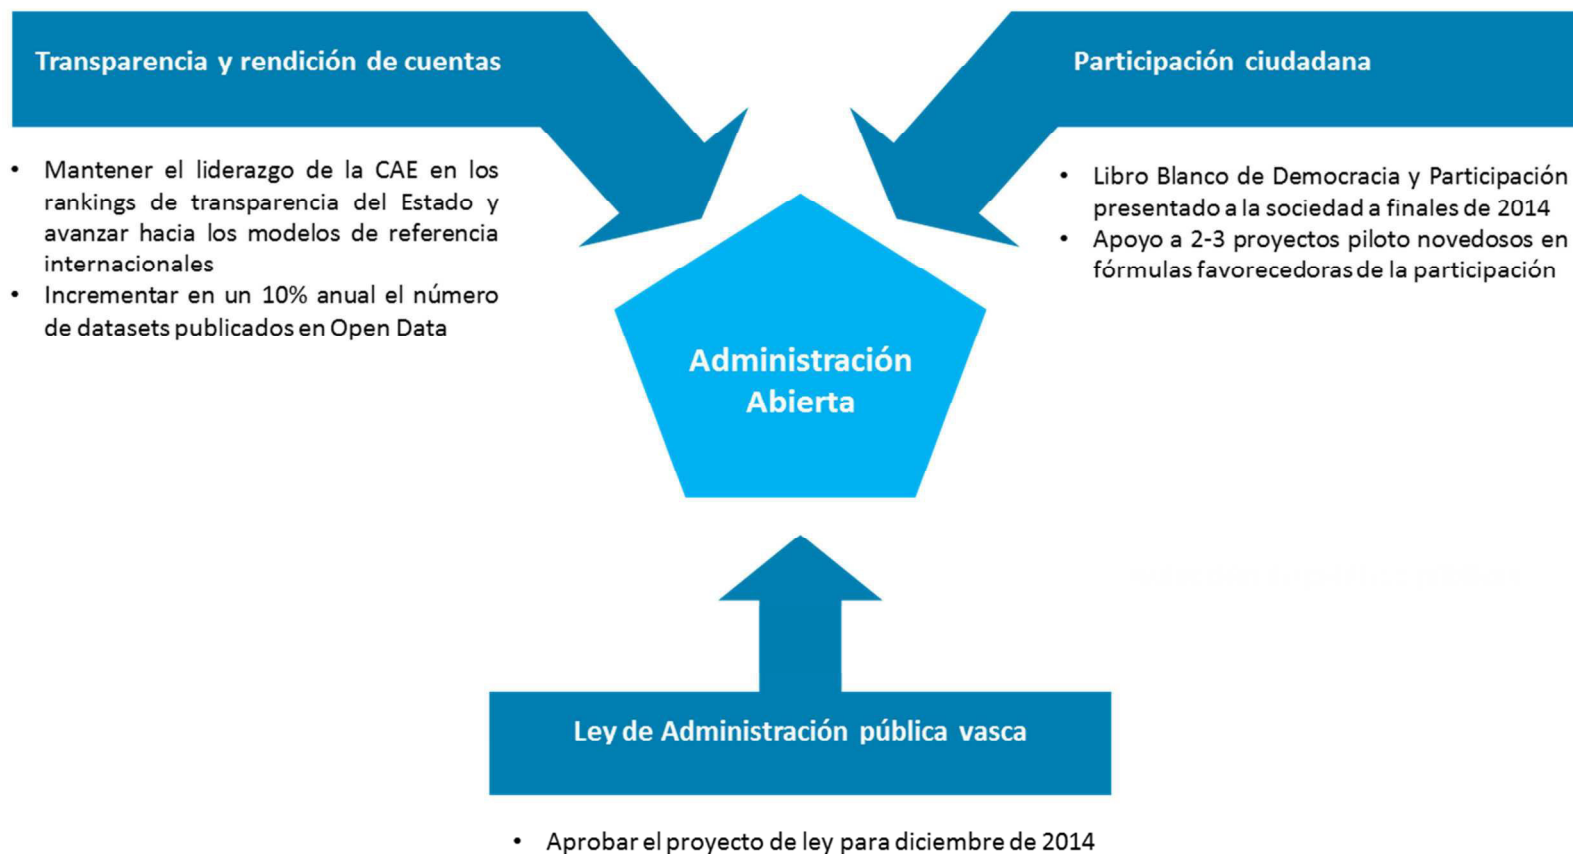 Transparencia y rendición de cuentas
• Mantener el liderazgo de la CAE en los
rankings de transparencia del Estado y
avanzar hacia los modelos de referencia
internacionales
• Incrementar en un 10% anual el número
de datasets publicados en Open Data
Participación ciudadana
• Libro Blanco de Democracia y Participación
presentado a la sociedad a finales de 2014
• Apoyo a 2-3 proyectos piloto novedosos en
fórmulas favorecedoras de la participación
Administración
Abierta
Ley de Administración pública vasca
• Aprobar el proyecto de ley para diciembre de 2014